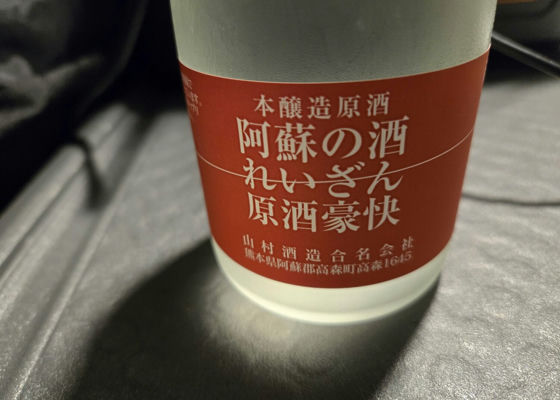 本醸造原酒
阿蘇の酒
れいざん
原酒豪快
山村酒造合名会社
熊本県阿蘇郡高森町高森1645